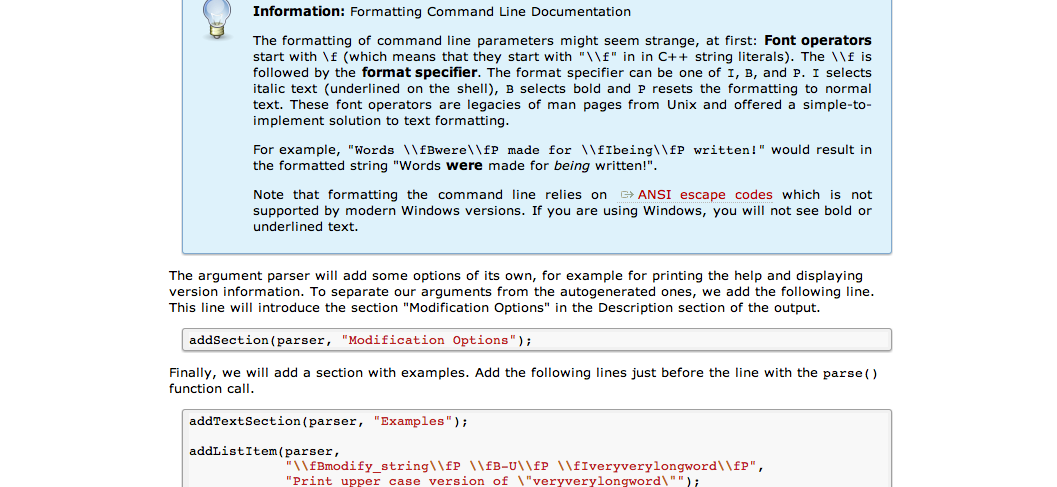 Information: Formatting Command Line Documentation
The formatting of command line parameters might seem strange, at first: Font operators
start with \f (which means that they start with "\\f" in in C++ string literals). The \\f is
followed by the format specifier. The format specifier can be one of I, B, and P. I selects
italic text (underlined on the shell), B selects bold and P resets the formatting to normal
text. These font operators are legacies of man pages from Unix and offered a simple-to-
implement solution to text formatting.
For example, "Words \\fBwere\\fP made for \\fIbeing\\fP written!" would result in
the formatted string "Words were made for being written!".
Note that formatting the command line relies on ANSI escape codes which is not
supported by modern Windows versions. If you are using Windows, you will not see bold or
underlined text.
The argument parser will add some options of its own, for example for printing the help and displaying
version information. To separate our arguments from the autogenerated ones, we add the following line.
This line will introduce the section "Modification Options" in the Description section of the output.
addSection(parser, "Modification Options");
Finally, we will add a section with examples. Add the following lines just before the line with the parse()
function call.
addTextSection(parser, "Examples");
addListItem(parser,
"\\fBmodify_string\\fP \\fB-U\\fP \\fIveryverylongword\\fP",
"Print upper case version of \"veryverylongword\"");